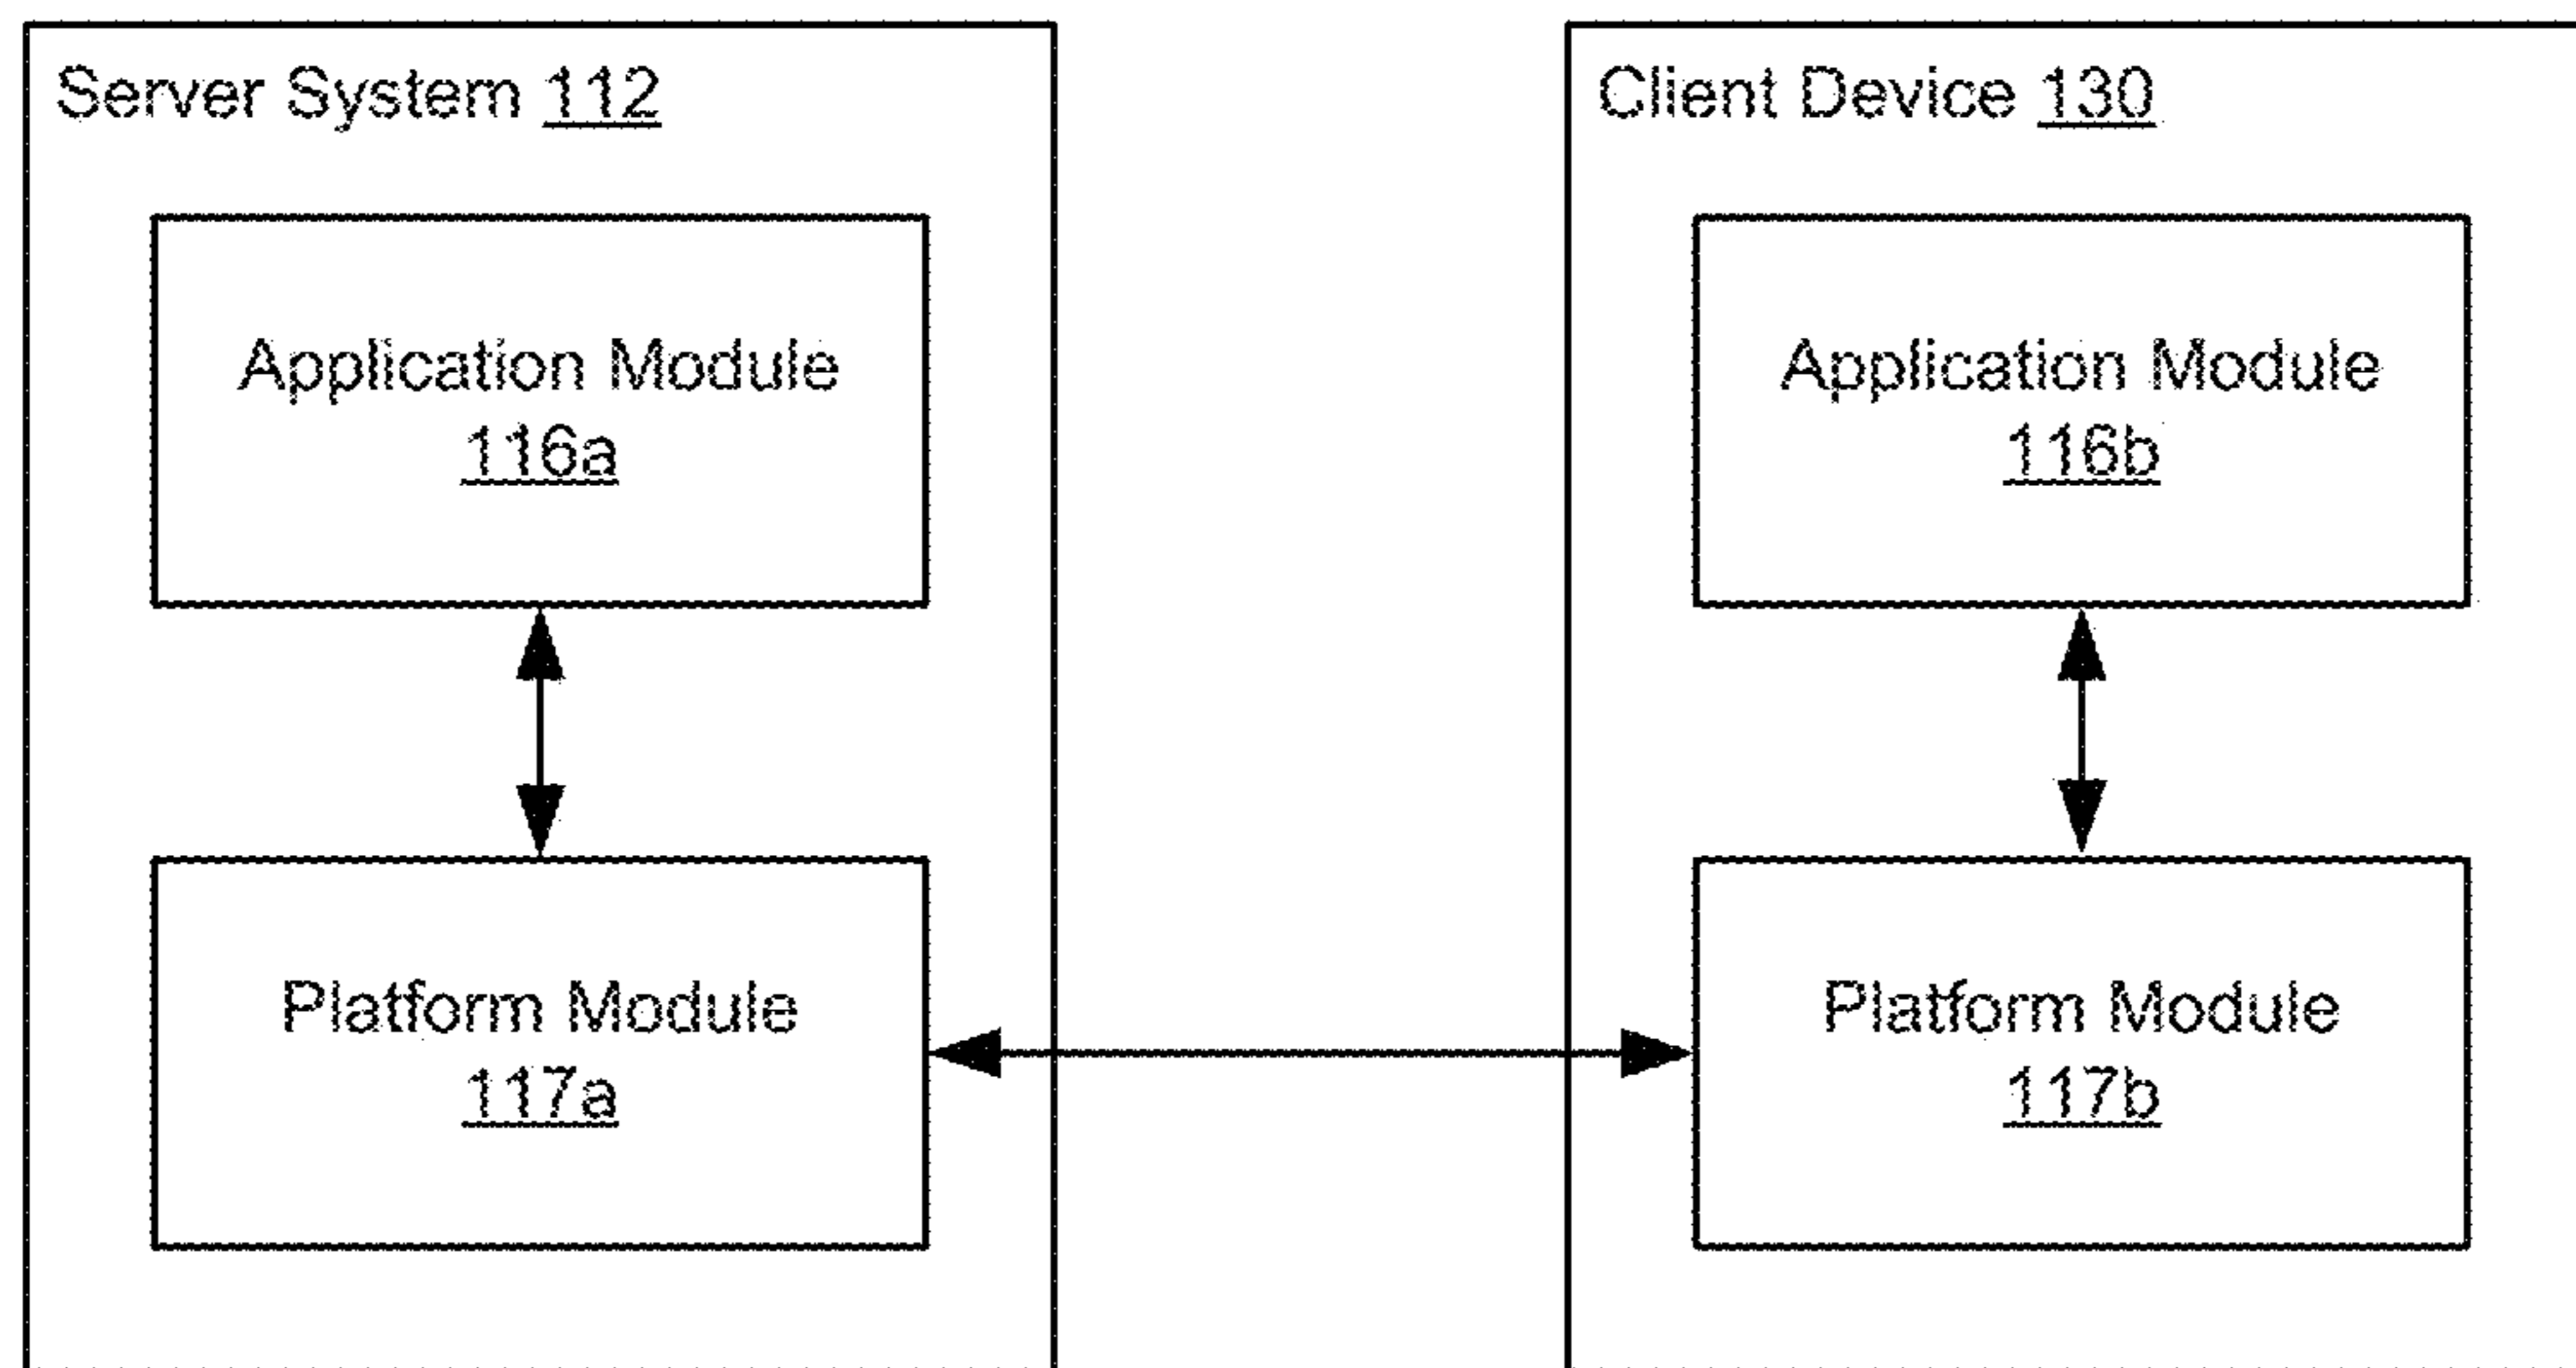 Server System 112
Application Module
116a
Platform Module
117a
Client Device 130
Application Module
116b
Platform Module
117b